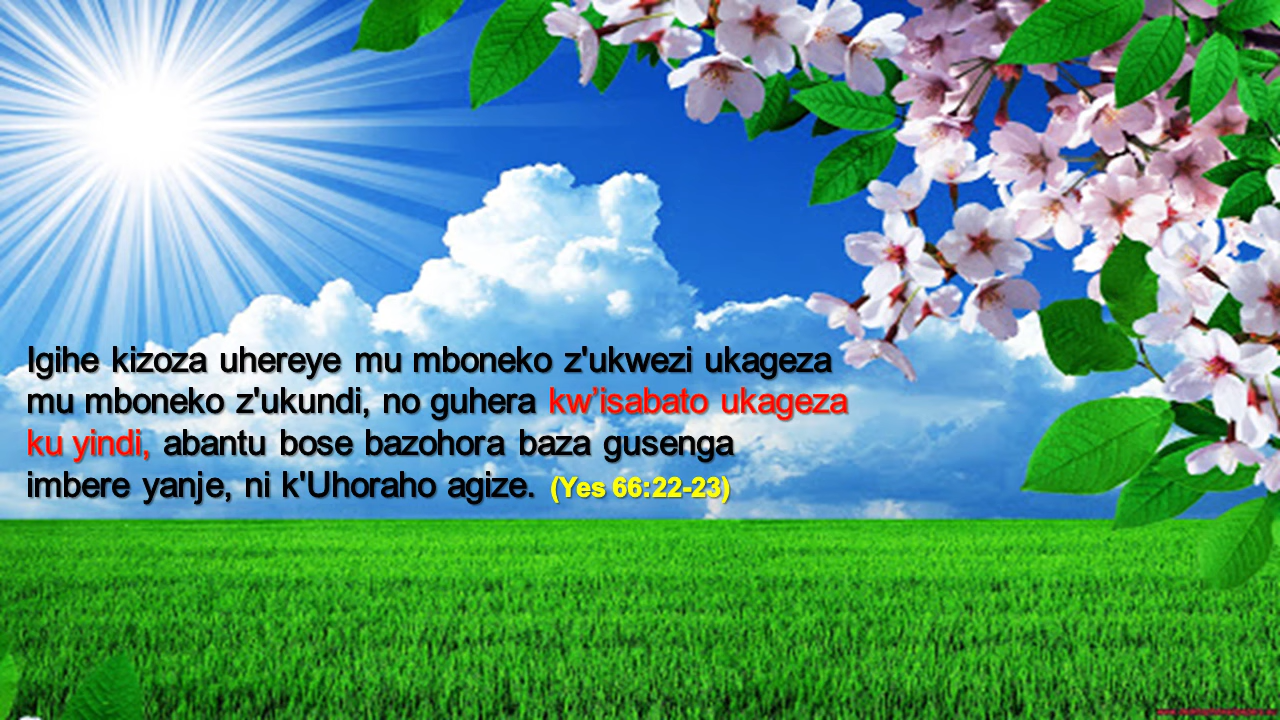 Igihe kizoza uhereye mu mboneko z'ukwezi ukageza
mu mboneko z'ukundi, no guhera kw’isabato ukageza
ku yindi, abantu bose bazohora baza gusenga
imbere yanje, ni k'Uhoraho agize. (Yes 66:22-23)